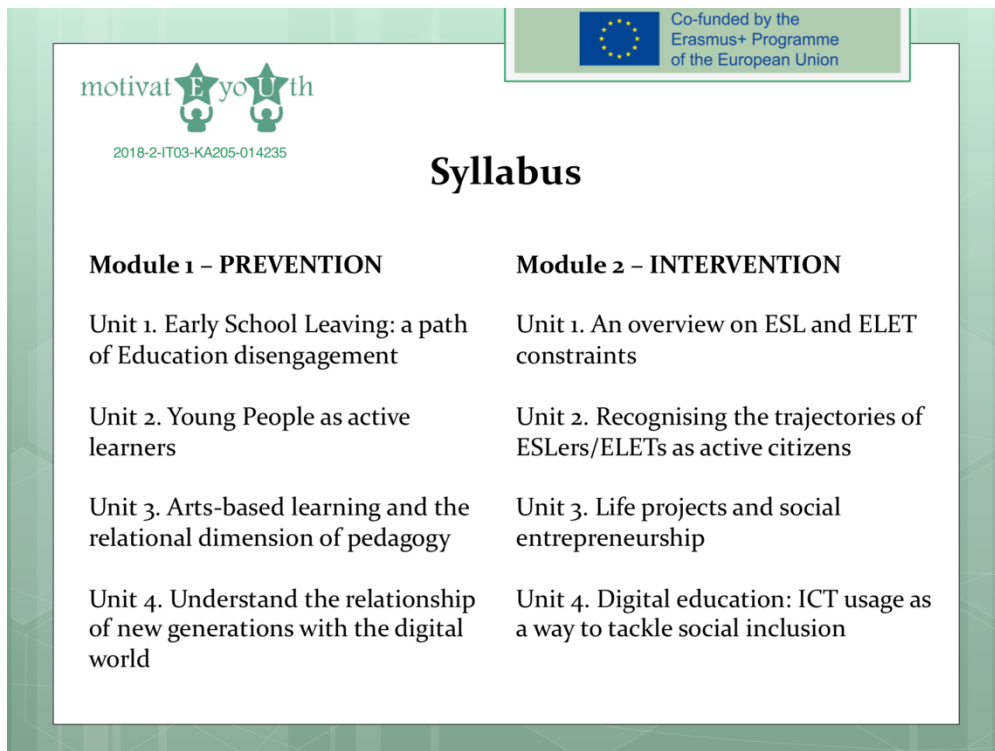 Co-funded by the
Erasmus+ Programme
of the European Union
motivatEyoUth
2018-2-IT03-KA205-014235
Syllabus
Module 1 – PREVENTION
Unit 1. Early School Leaving: a path
of Education disengagement
Unit 2. Young People as active
learners
Unit 3. Arts-based learning and the
relational dimension of pedagogy
Unit 4. Understand the relationship
of new generations with the digital
world
Module 2 – INTERVENTION
Unit 1. An overview on ESL and ELET
constraints
Unit 2. Recognising the trajectories of
ESLers/ELETs as active citizens
Unit 3. Life projects and social
entrepreneurship
Unit 4. Digital education: ICT usage as
a way to tackle social inclusion